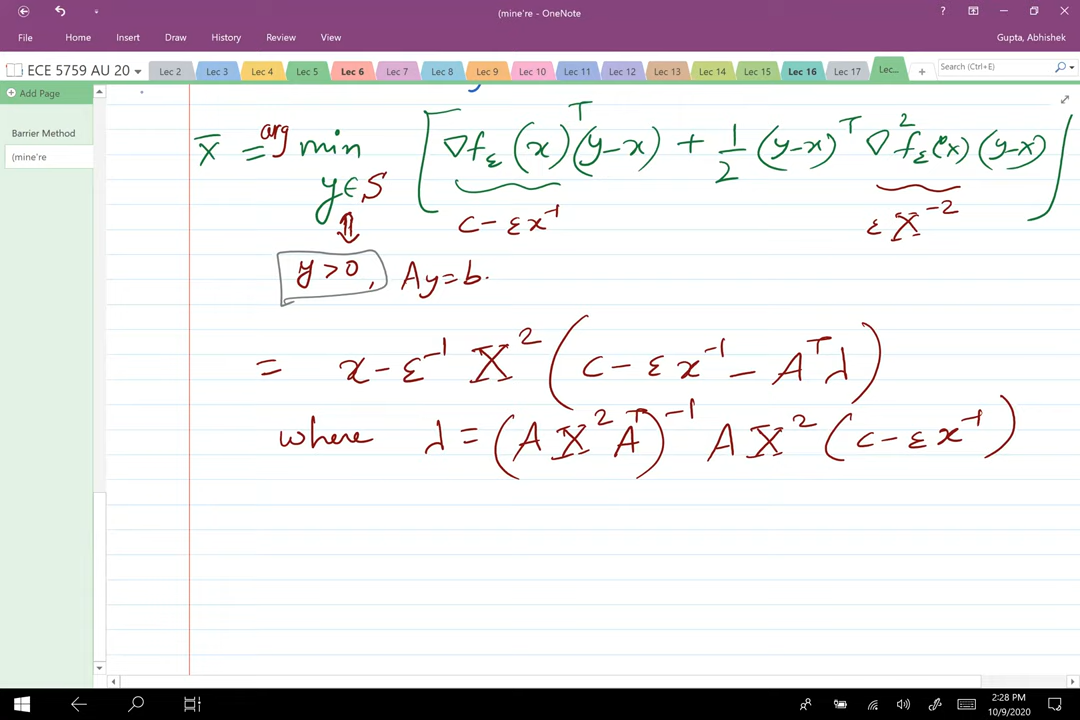 (mine're - OneNote
? Gupta, Abhishek
File Home Insert Draw History Review View
ECE 5759 AU 20 Lec 2 Lec 3 Lec 4 Lec 5 Lec 6 Lec 7 Lec 8 Lec 9 Lec 10 Lec 11 Lec 12 Lec 13 Lec 14 Lec 15 Lec 16 Lec 17 Lec... + Search (Ctrl+E)
Add Page
Barrier Method
(mine're
x̄ = arg min y∈S [∇f_ε(x)^T (y-x) + 1/2 (y-x)^T ∇²f_ε(x) (y-x)]
c - εx⁻¹ εX⁻²
⇕
y > 0, Ay = b.
= x - ε⁻¹ X² (c - εx⁻¹ - A^T λ)
where λ = (A X² A^T)⁻¹ A X² (c - εx⁻¹)
2:28 PM
10/9/2020